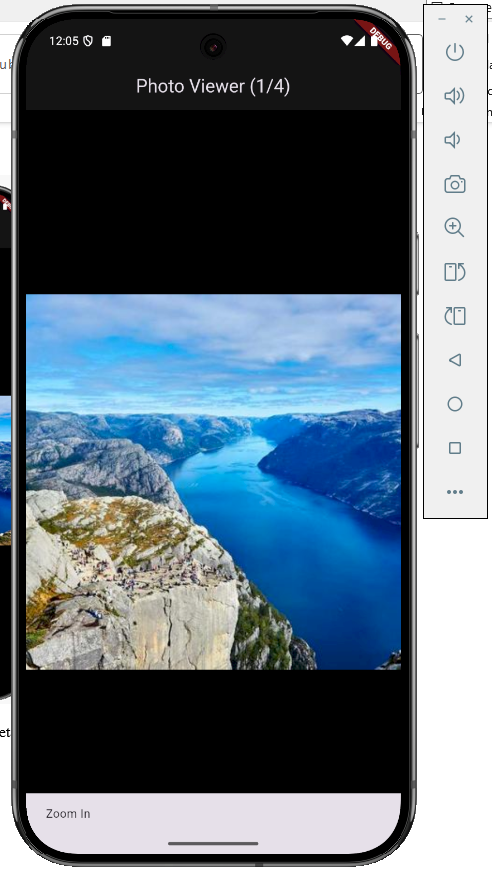 12:05
DEBUG
Photo Viewer (1/4)
Zoom In